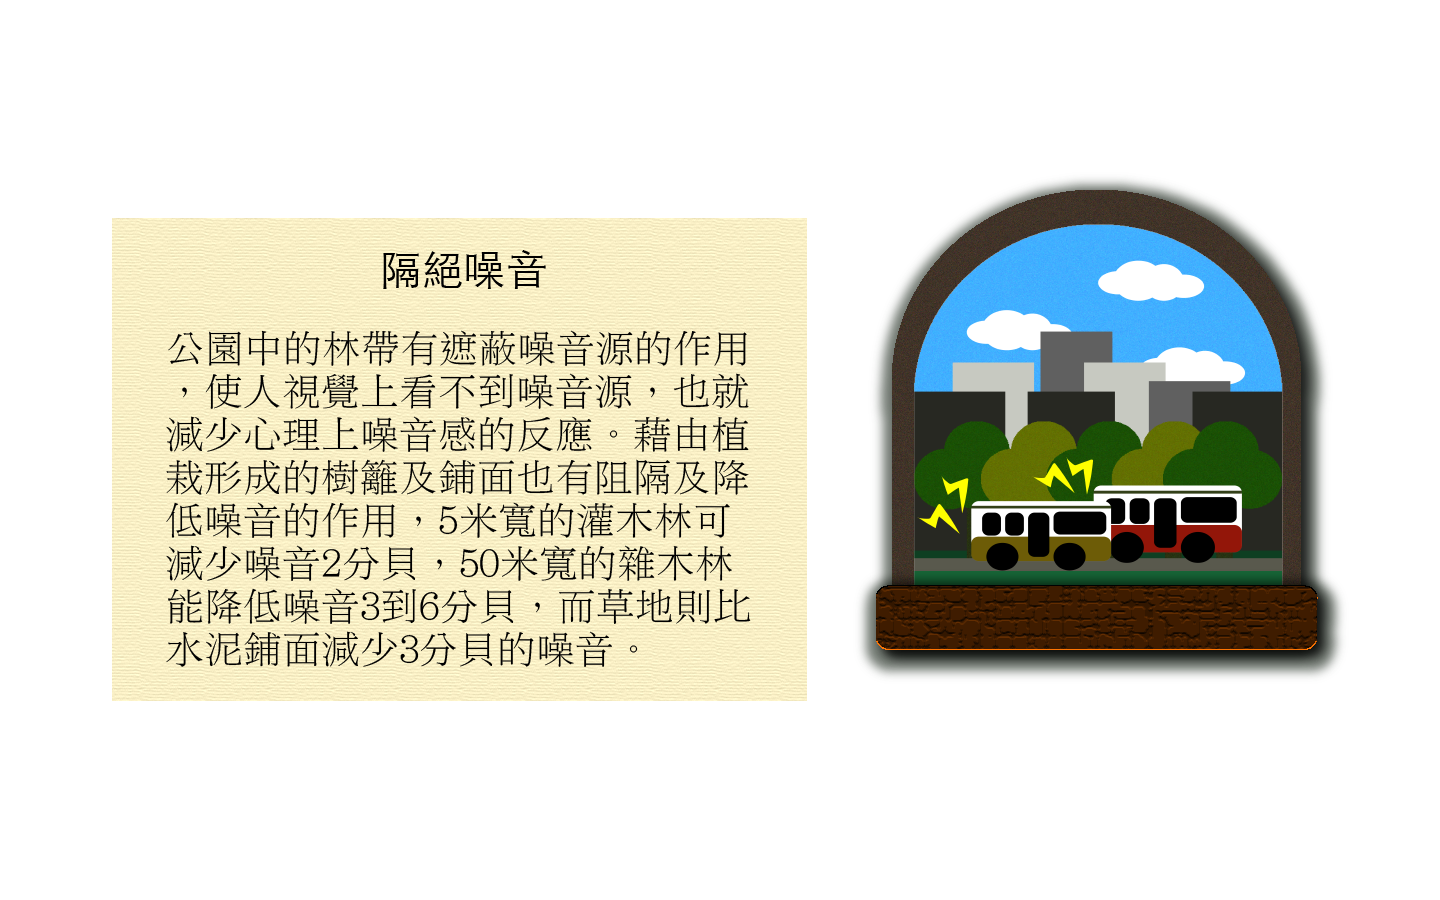 隔絕噪音
公園中的林帶有遮蔽噪音源的作用
，使人視覺上看不到噪音源，也就
減少心理上噪音感的反應。藉由植
栽形成的樹籬及鋪面也有阻隔及降
低噪音的作用，5米寬的灌木林可
減少噪音2分貝，50米寬的雜木林
能降低噪音3到6分貝，而草地則比
水泥鋪面減少3分貝的噪音。